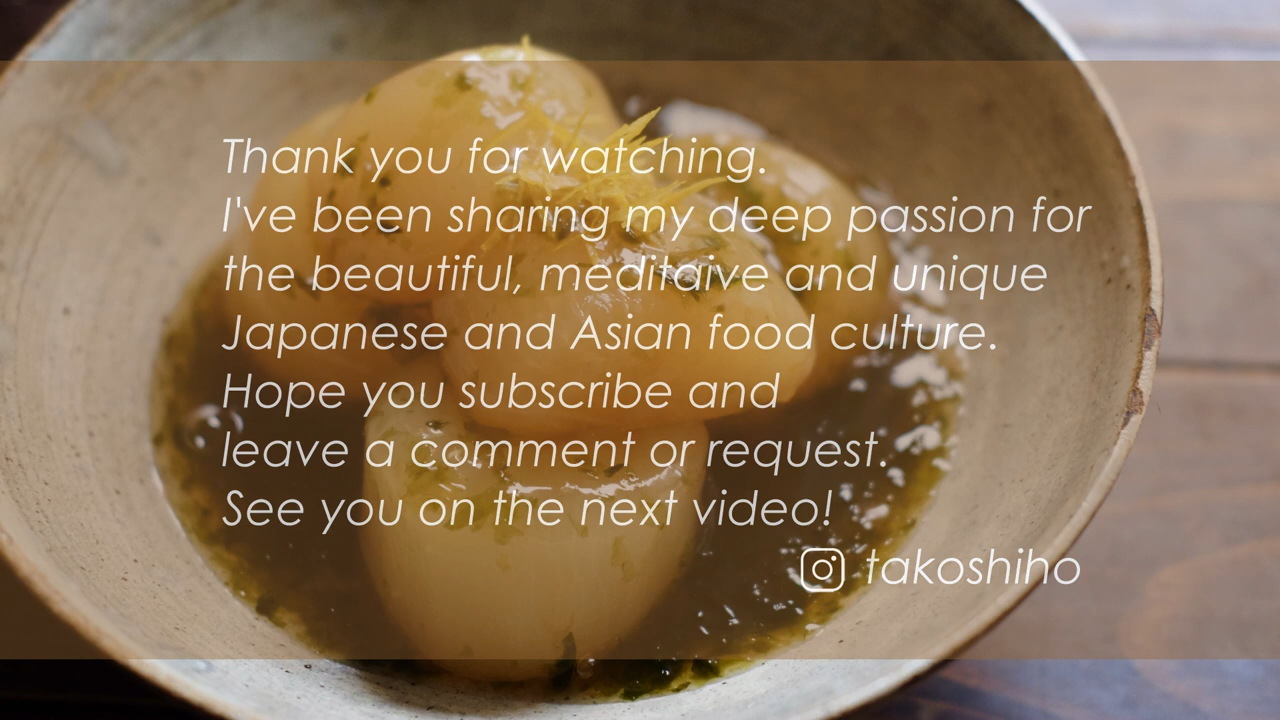 Thank you for watching.
I've been sharing my deep passion for
the beautiful, meditaive and unique
Japanese and Asian food culture.
Hope you subscribe and
leave a comment or request.
See you on the next video!
takoshiho